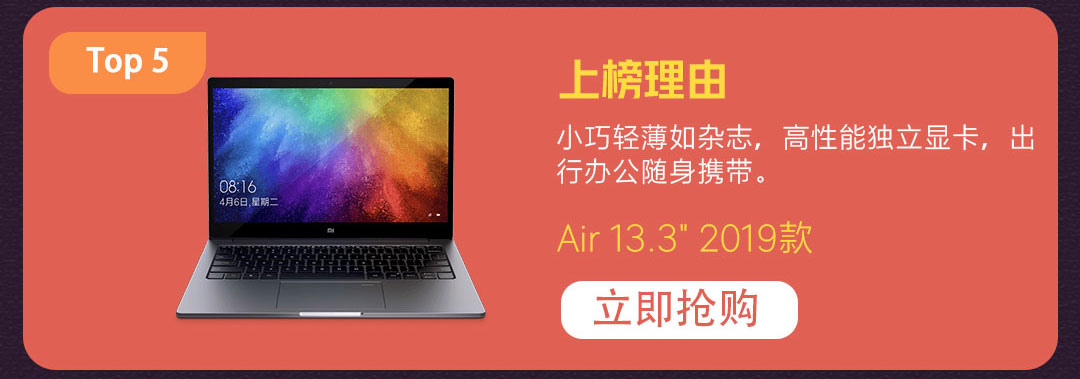 Top 5
上榜理由
小巧轻薄如杂志，高性能独立显卡，出
行办公随身携带。
08:16
4月6日,星期二
mi
Air 13.3" 2019款
立即抢购